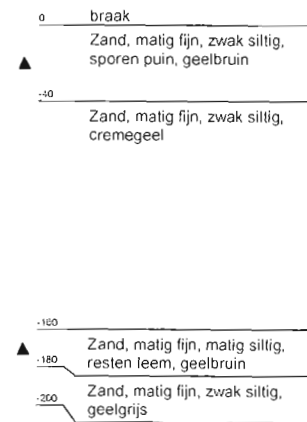 0 braak
Zand, matig fijn, zwak siltig,
sporen puin, geelbruin
-40
Zand, matig fijn, zwak siltig,
cremegeel
-160
Zand, matig fijn, matig siltig,
-180 resten leem, geelbruin
Zand, matig fijn, zwak siltig,
-200 geelgrijs